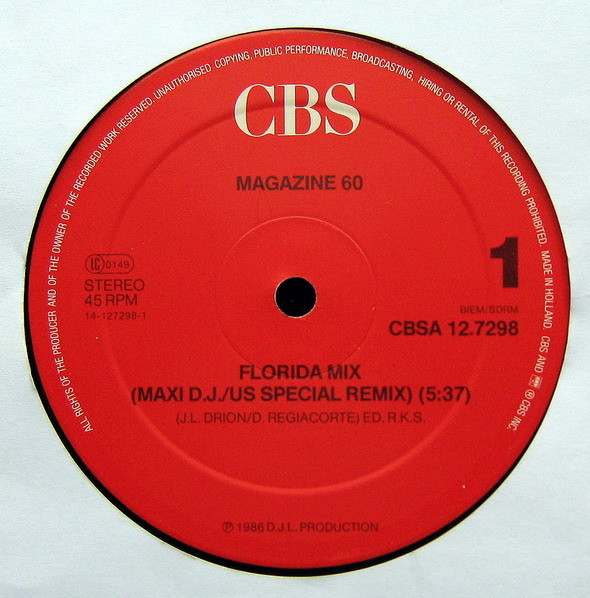 ALL RIGHTS OF THE PRODUCER AND OF THE OWNER OF THE RECORDED WORK RESERVED. UNAUTHORISED COPYING, PUBLIC PERFORMANCE, BROADCASTING, HIRING OR RENTAL OF THIS RECORDING PROHIBITED. MADE IN HOLLAND. CBS AND ® CBS INC.
CBS
MAGAZINE 60
LC 0149
STEREO
45 RPM
14-127298-1
1
BIEM/SORM
CBSA 12.7298
FLORIDA MIX
(MAXI D.J./US SPECIAL REMIX) (5:37)
(J.L. DRION/D. REGIACORTE) ED. R.K.S.
℗ 1986 D.J.L. PRODUCTION